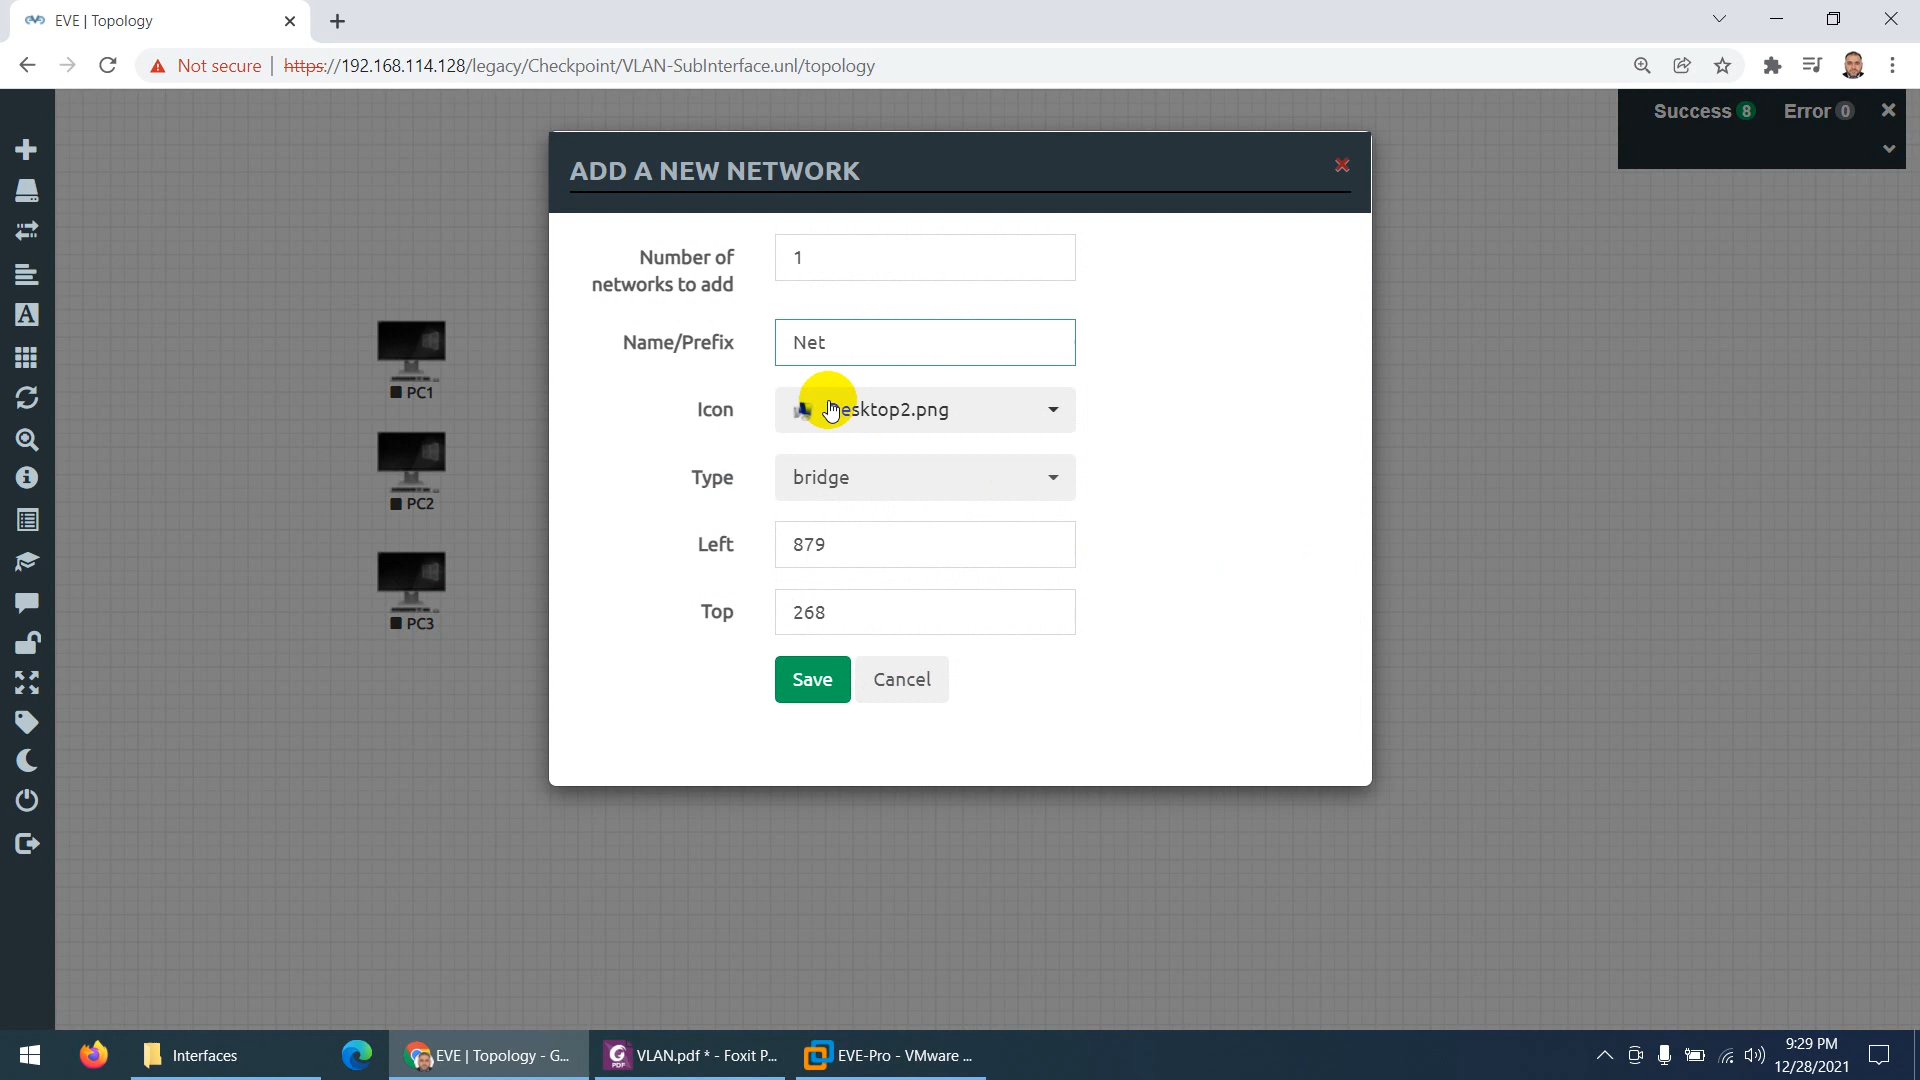 EVE | Topology
Not secure
https://192.168.114.128/legacy/Checkpoint/VLAN-SubInterface.unl/topology
Success 8 Error 0
ADD A NEW NETWORK
Number of
networks to add
1
Name/Prefix
Net
Icon
Desktop2.png
Type
bridge
Left
879
Top
268
Save
Cancel
PC1
PC2
PC3
Interfaces
EVE | Topology - G...
VLAN.pdf * - Foxit P...
EVE-Pro - VMware ...
9:29 PM
12/28/2021